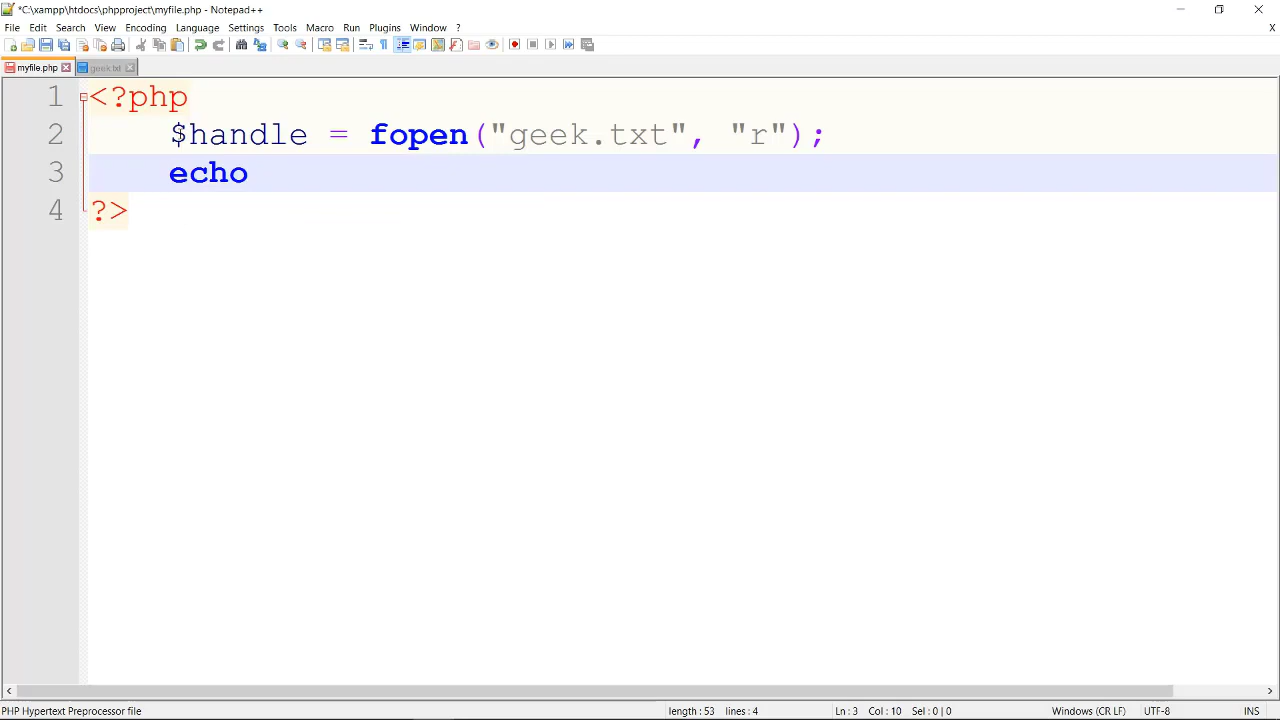 *C:\xampp\htdocs\phpproject\myfile.php - Notepad++
File Edit Search View Encoding Language Settings Tools Macro Run Plugins Window ? X
myfile.php geek.txt
1 <?php
2 $handle = fopen("geek.txt", "r");
3 echo
4 ?>
PHP Hypertext Preprocessor file length : 53 lines : 4 Ln : 3 Col : 10 Sel : 0 | 0 Windows (CR LF) UTF-8 INS